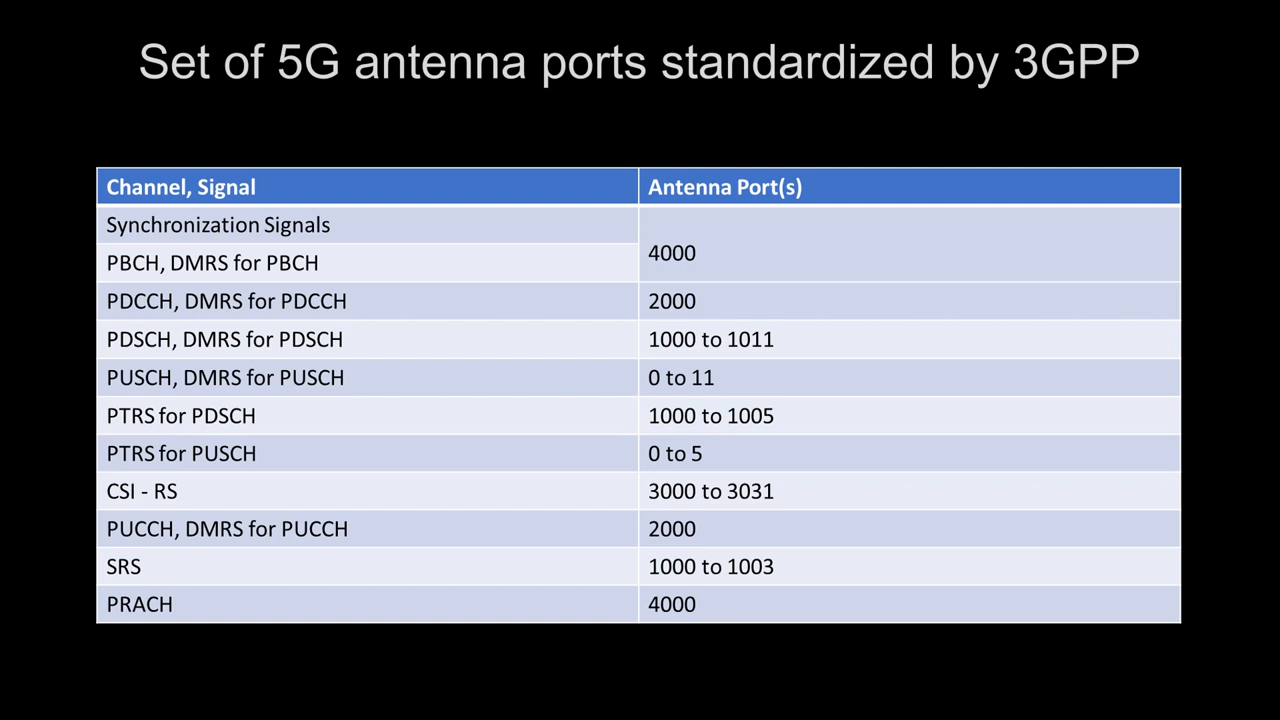 Set of 5G antenna ports standardized by 3GPP
Channel, Signal Antenna Port(s)
Synchronization Signals
4000
PBCH, DMRS for PBCH
PDCCH, DMRS for PDCCH 2000
PDSCH, DMRS for PDSCH 1000 to 1011
PUSCH, DMRS for PUSCH 0 to 11
PTRS for PDSCH 1000 to 1005
PTRS for PUSCH 0 to 5
CSI - RS 3000 to 3031
PUCCH, DMRS for PUCCH 2000
SRS 1000 to 1003
PRACH 4000